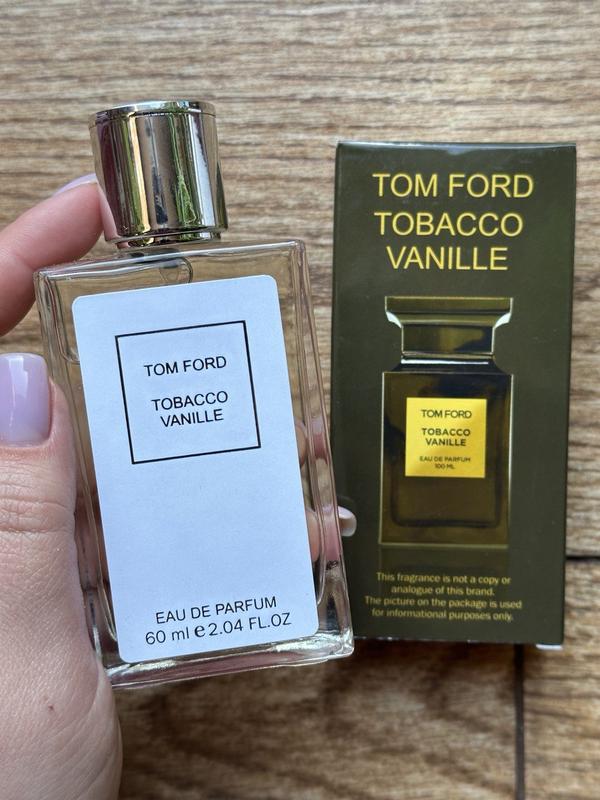 TOM FORD
TOBACCO
VANILLE
EAU DE PARFUM
60 ml e 2.04 FL.OZ
TOM FORD
TOBACCO
VANILLE
TOM FORD
TOBACCO
VANILLE
EAU DE PARFUM
100 ML
This fragrance is not a copy or
analogue of this brand.
The picture on the package is used
for informational purposes only.